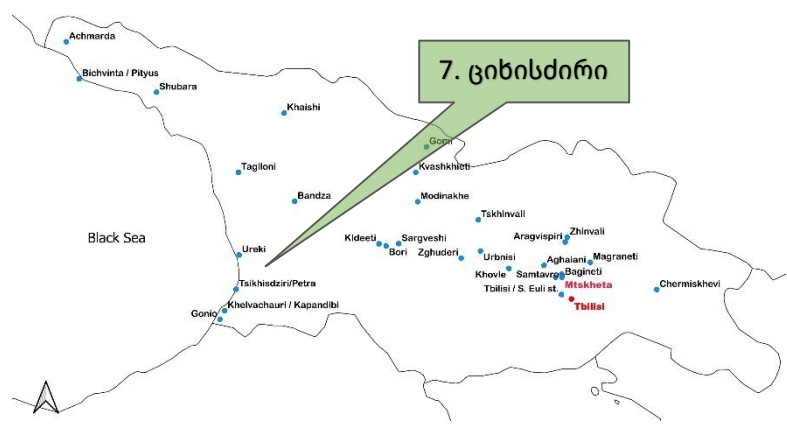 Achmarda
Bichvinta / Pityus
Shubara
7. ციხისძირი
Khaishi
Gomi
Tagiloni
Kvashkhieti
Bandza
Modinakhe
Tskhinvali
Black Sea
Zhinvali
Aragvispiri
Kldeeti
Sargveshi
Bori
Ureki
Zghuderi
Urbnisi
Aghaiani
Magraneti
Khovle
Samtavro
Bagineti
Tsikhisdziri/Petra
Tbilisi / S. Euli st.
Mtskheta
Chermiskhevi
Khelvachauri / Kapandibi
Tbilisi
Gonio